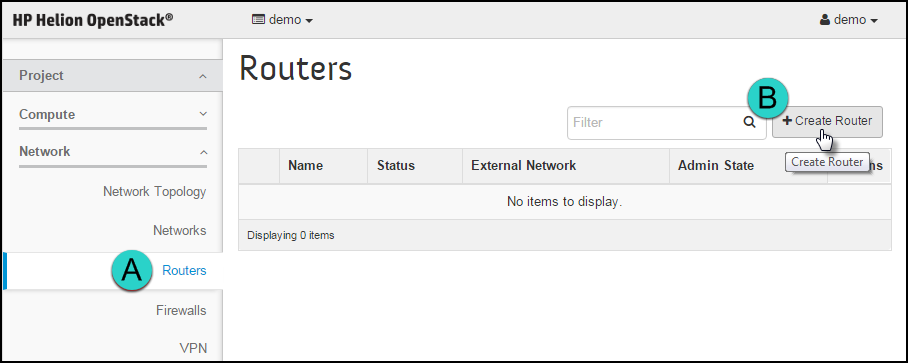 HP Helion OpenStack® demo demo
Project
Compute
Network
Network Topology
Networks
A Routers
Firewalls
VPN
Routers
Filter B + Create Router
Create Router
Name Status External Network Admin State ns
No items to display.
Displaying 0 items